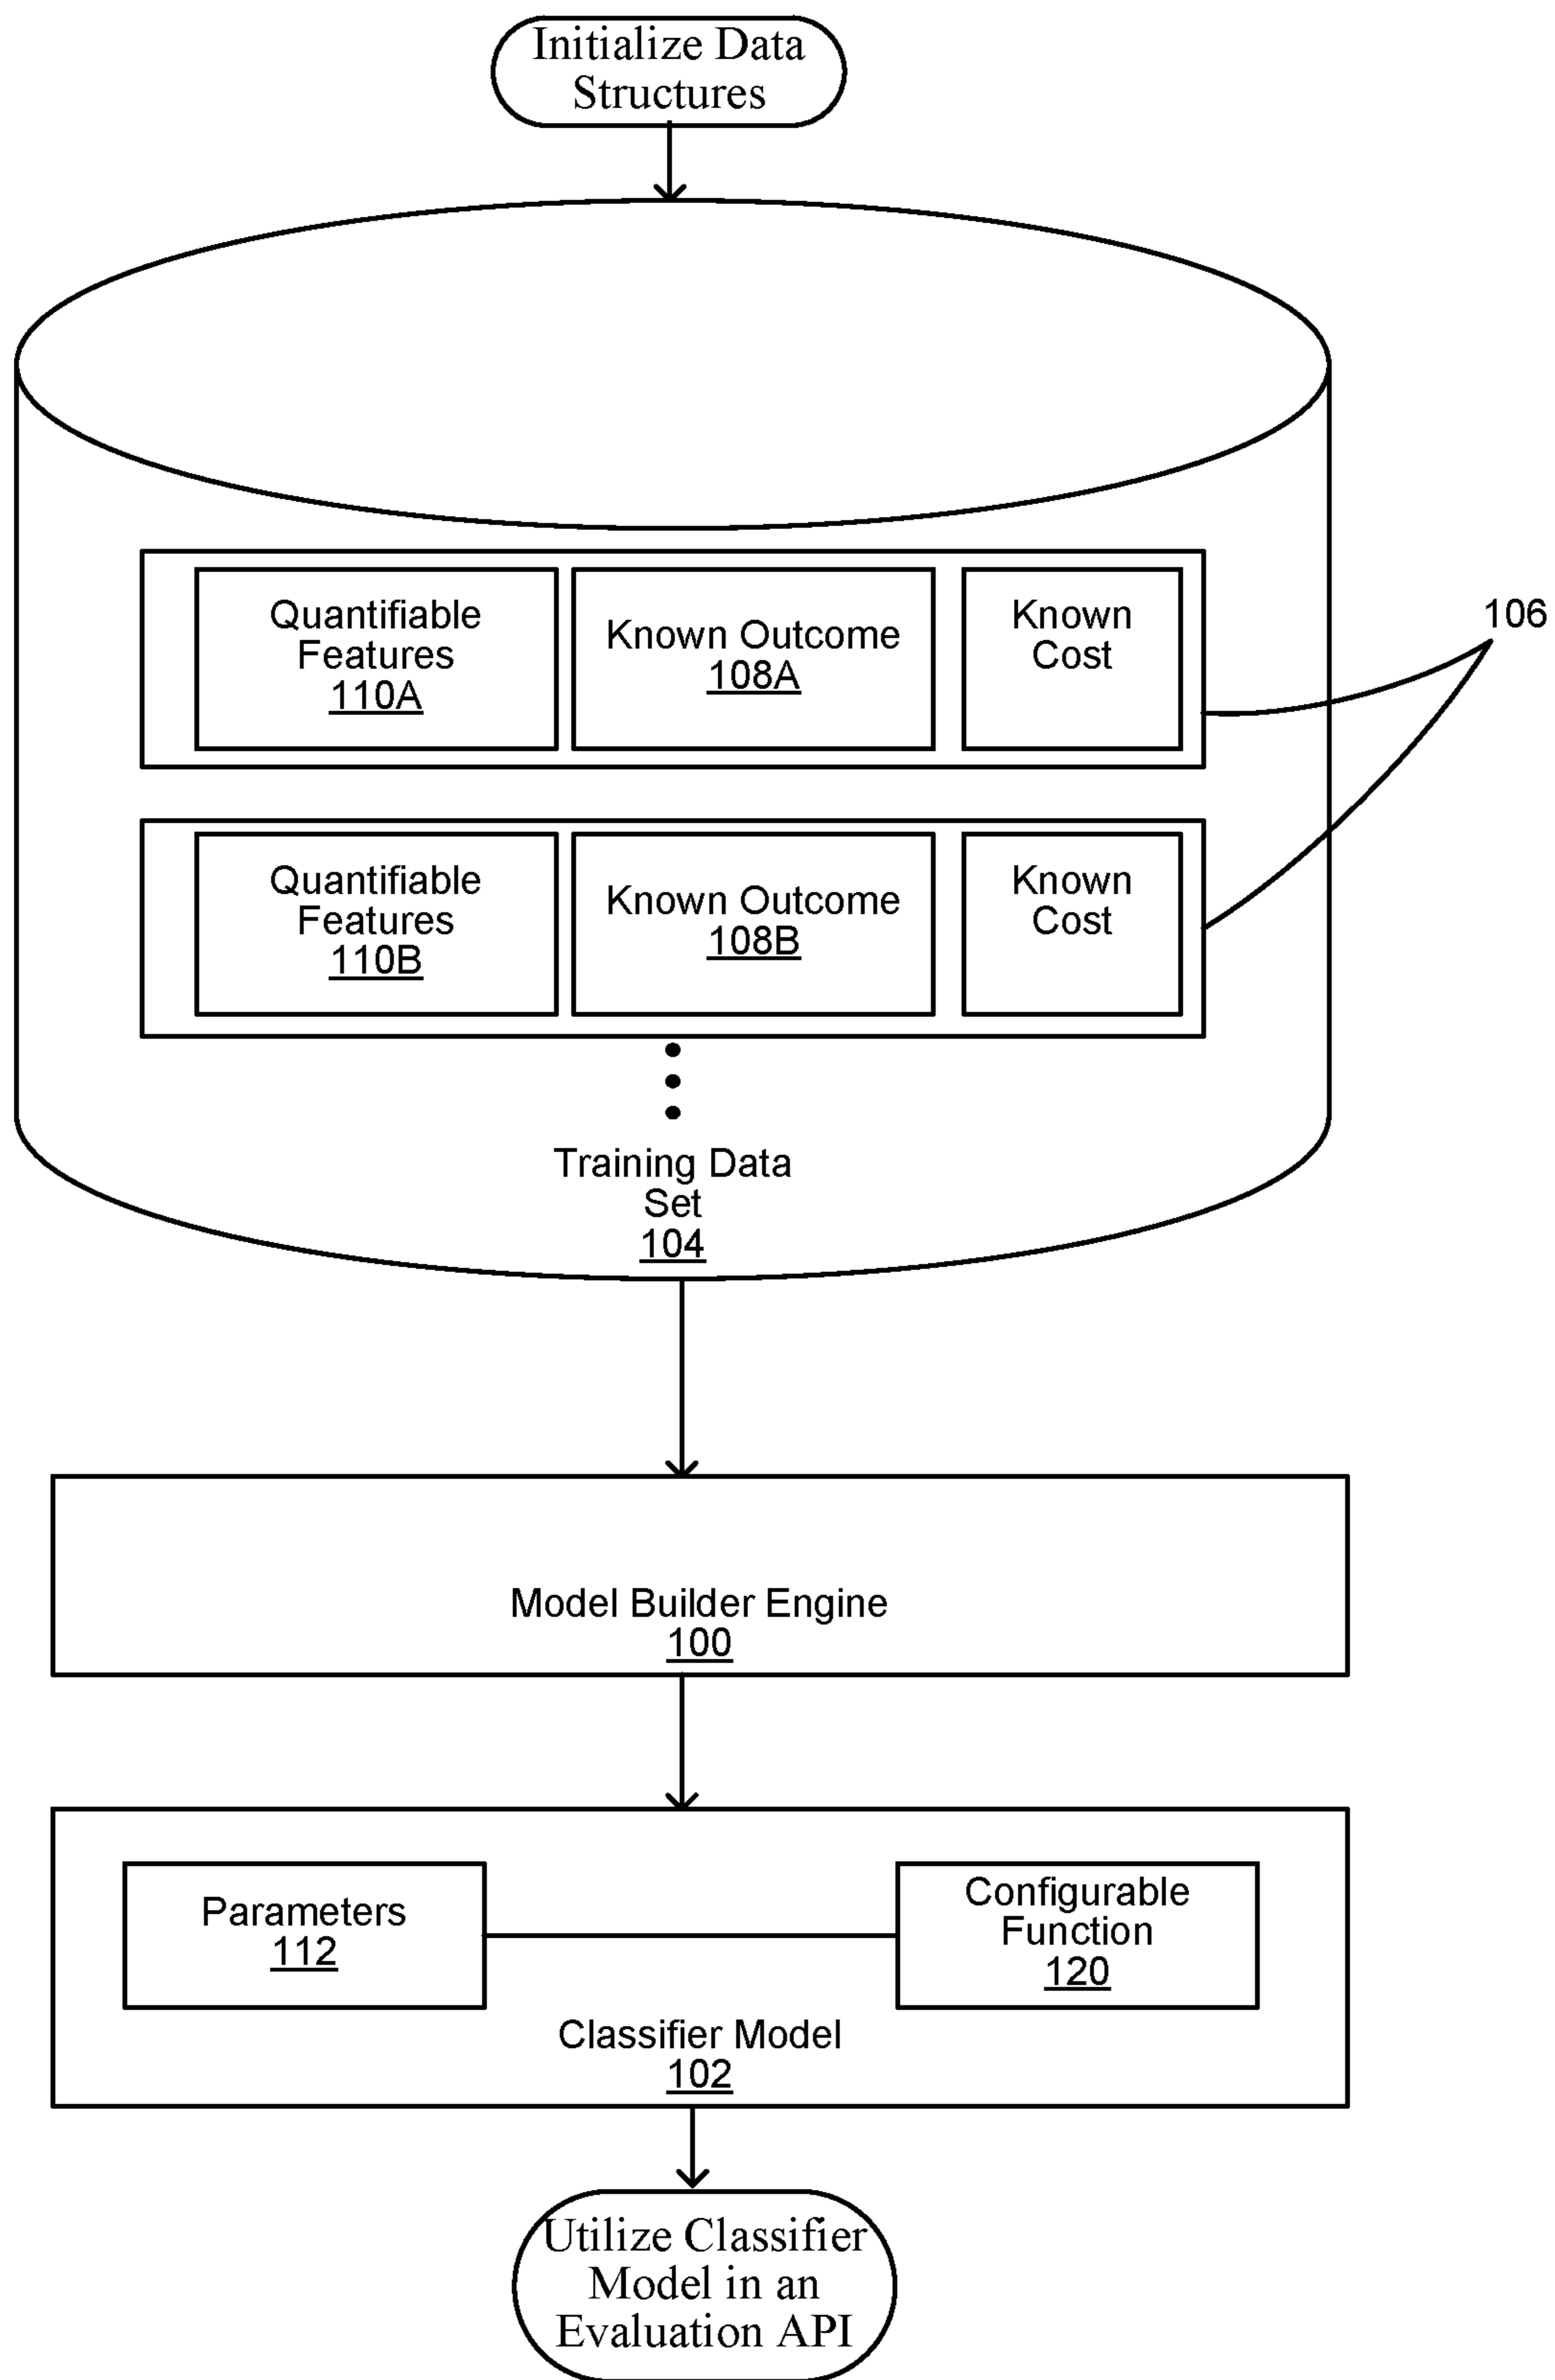 Initialize Data
Structures
Quantifiable
Features
110A
Known Outcome
108A
Known
Cost
106
Quantifiable
Features
110B
Known Outcome
108B
Known
Cost
Training Data
Set
104
Model Builder Engine
100
Parameters
112
Configurable
Function
120
Classifier Model
102
Utilize Classifier
Model in an
Evaluation API